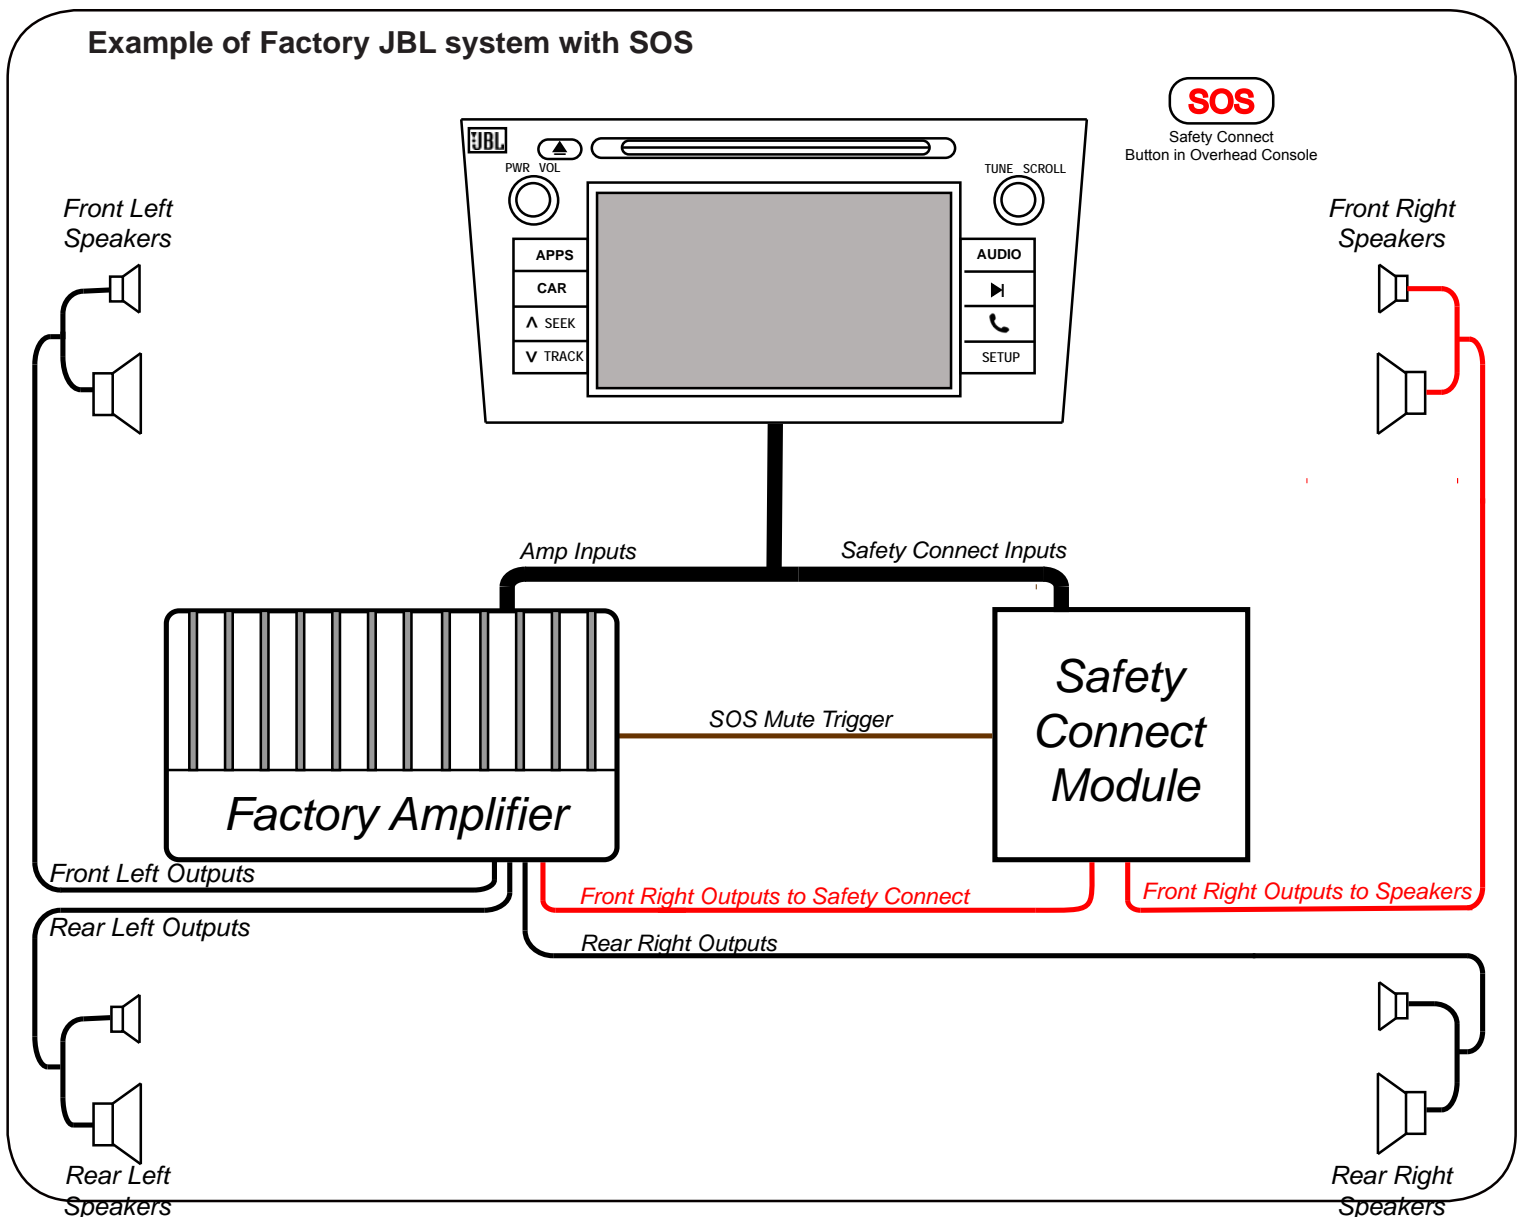 Example of Factory JBL system with SOS
SOS
Safety Connect
Button in Overhead Console
JBL
PWR VOL
TUNE SCROLL
Front Left
Speakers
Front Right
Speakers
APPS
CAR
∧ SEEK
∨ TRACK
AUDIO
SETUP
Amp Inputs
Safety Connect Inputs
SOS Mute Trigger
Safety
Connect
Module
Factory Amplifier
Front Left Outputs
Front Right Outputs to Safety Connect
Front Right Outputs to Speakers
Rear Left Outputs
Rear Right Outputs
Rear Left
Speakers
Rear Right
Speakers